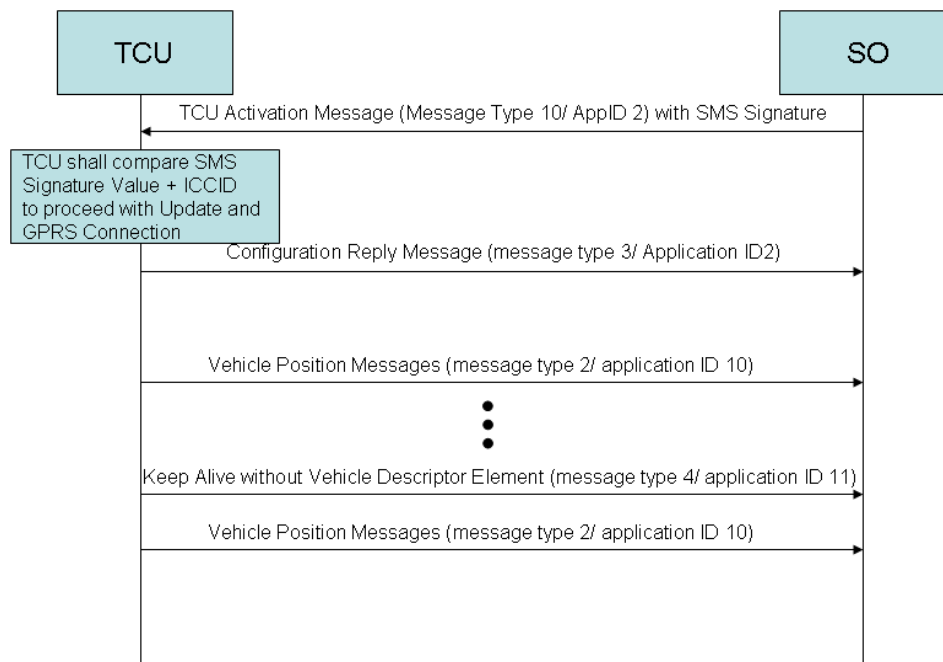 TCU
SO
TCU Activation Message (Message Type 10/ AppID 2) with SMS Signature
TCU shall compare SMS
Signature Value + ICCID
to proceed with Update and
GPRS Connection
Configuration Reply Message (message type 3/ Application ID2)
Vehicle Position Messages (message type 2/ application ID 10)
Keep Alive without Vehicle Descriptor Element (message type 4/ application ID 11)
Vehicle Position Messages (message type 2/ application ID 10)